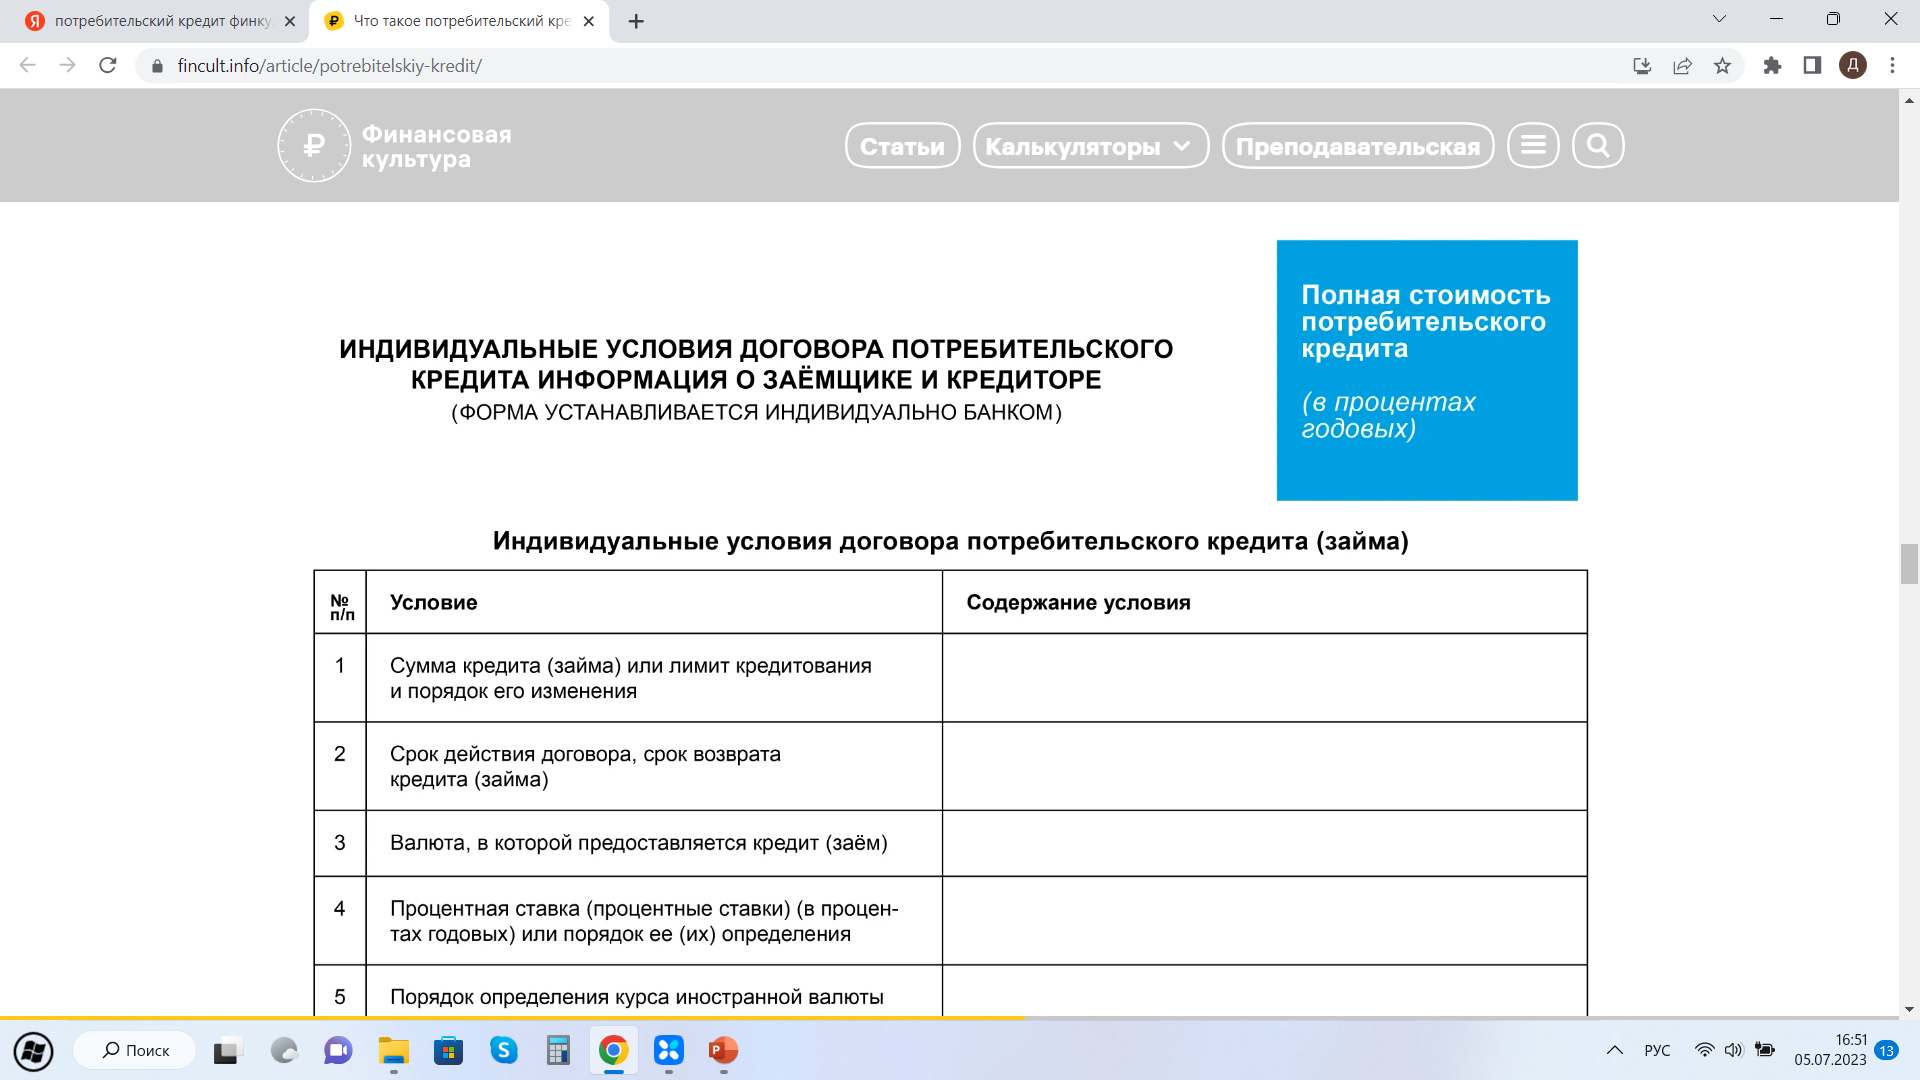 потребительский кредит финку
Что такое потребительский кре
fincult.info/article/potrebitelskiy-kredit/
Д
Финансовая
культура
Статьи
Калькуляторы
Преподавательская
Полная стоимость
потребительского
кредита
(в процентах
годовых)
ИНДИВИДУАЛЬНЫЕ УСЛОВИЯ ДОГОВОРА ПОТРЕБИТЕЛЬСКОГО
КРЕДИТА ИНФОРМАЦИЯ О ЗАЁМЩИКЕ И КРЕДИТОРЕ
(ФОРМА УСТАНАВЛИВАЕТСЯ ИНДИВИДУАЛЬНО БАНКОМ)
Индивидуальные условия договора потребительского кредита (займа)
№
п/п
Условие
Содержание условия
1
Сумма кредита (займа) или лимит кредитования
и порядок его изменения
2
Срок действия договора, срок возврата
кредита (займа)
3
Валюта, в которой предоставляется кредит (заём)
4
Процентная ставка (процентные ставки) (в процен-
тах годовых) или порядок ее (их) определения
5
Порядок определения курса иностранной валюты
Поиск
РУС
16:51
05.07.2023
13